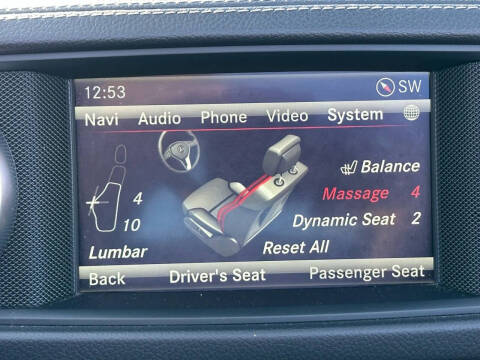 12:53 SW
Navi Audio Phone Video System
Balance
4 Massage 4
10 Dynamic Seat 2
Lumbar Reset All
Back Driver's Seat Passenger Seat